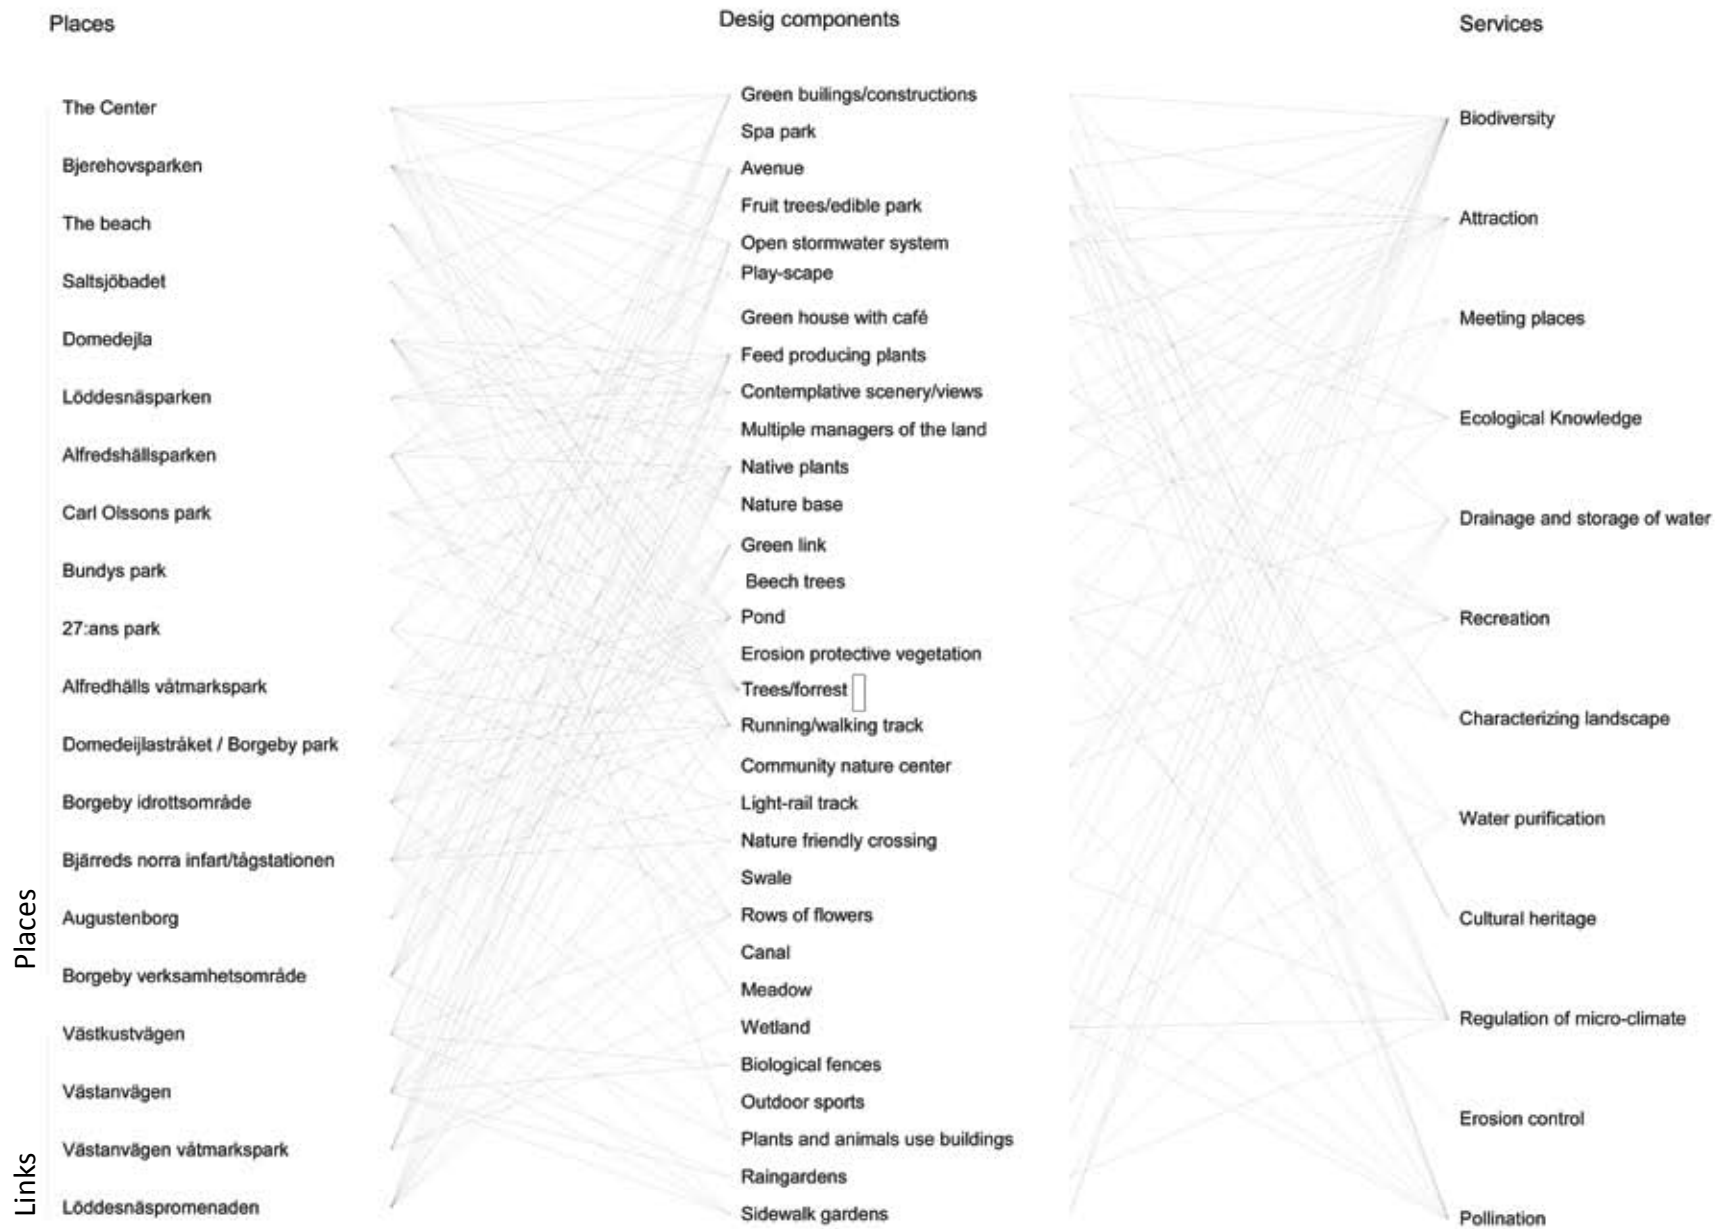 Places
Desig components
Services
The Center
Bjerehovsparken
The beach
Saltsjöbadet
Domedejla
Löddesnäsparken
Alfredshällsparken
Carl Olssons park
Bundys park
27:ans park
Alfredhälls våtmarkspark
Domedeijlastråket / Borgeby park
Borgeby idrottsområde
Bjärreds norra infart/tågstationen
Augustenborg
Borgeby verksamhetsområde
Västkustvägen
Västanvägen
Västanvägen våtmarkspark
Löddesnäspromenaden
Places
Links
Green builings/constructions
Spa park
Avenue
Fruit trees/edible park
Open stormwater system
Play-scape
Green house with café
Feed producing plants
Contemplative scenery/views
Multiple managers of the land
Native plants
Nature base
Green link
Beech trees
Pond
Erosion protective vegetation
Trees/forrest
Running/walking track
Community nature center
Light-rail track
Nature friendly crossing
Swale
Rows of flowers
Canal
Meadow
Wetland
Biological fences
Outdoor sports
Plants and animals use buildings
Raingardens
Sidewalk gardens
Biodiversity
Attraction
Meeting places
Ecological Knowledge
Drainage and storage of water
Recreation
Characterizing landscape
Water purification
Cultural heritage
Regulation of micro-climate
Erosion control
Pollination